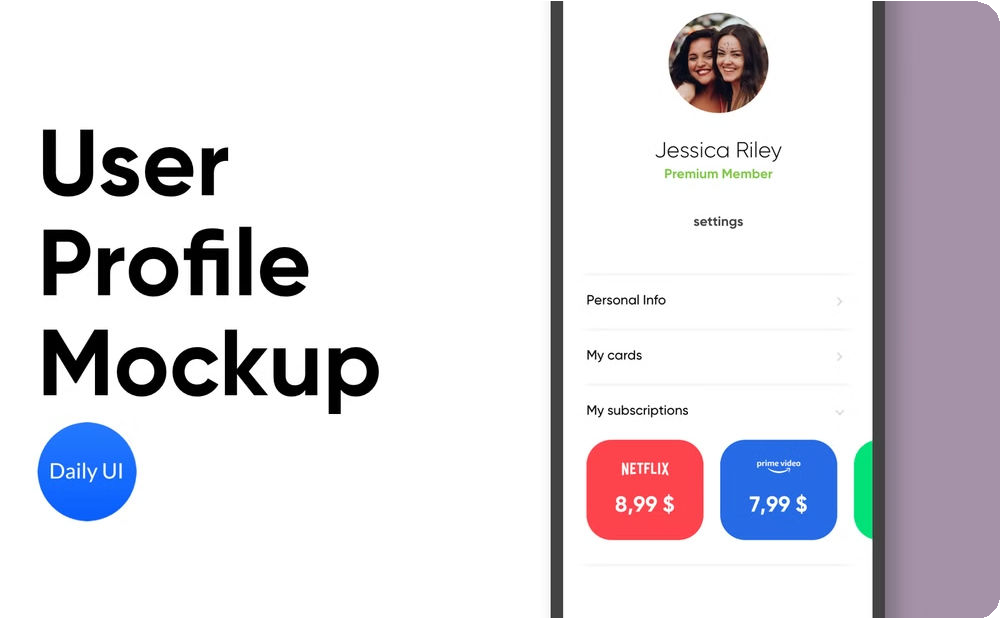 User
Profile
Mockup
Daily UI
Jessica Riley
Premium Member
settings
Personal Info
My cards
My subscriptions
NETFLIX
8,99 $
prime video
7,99 $